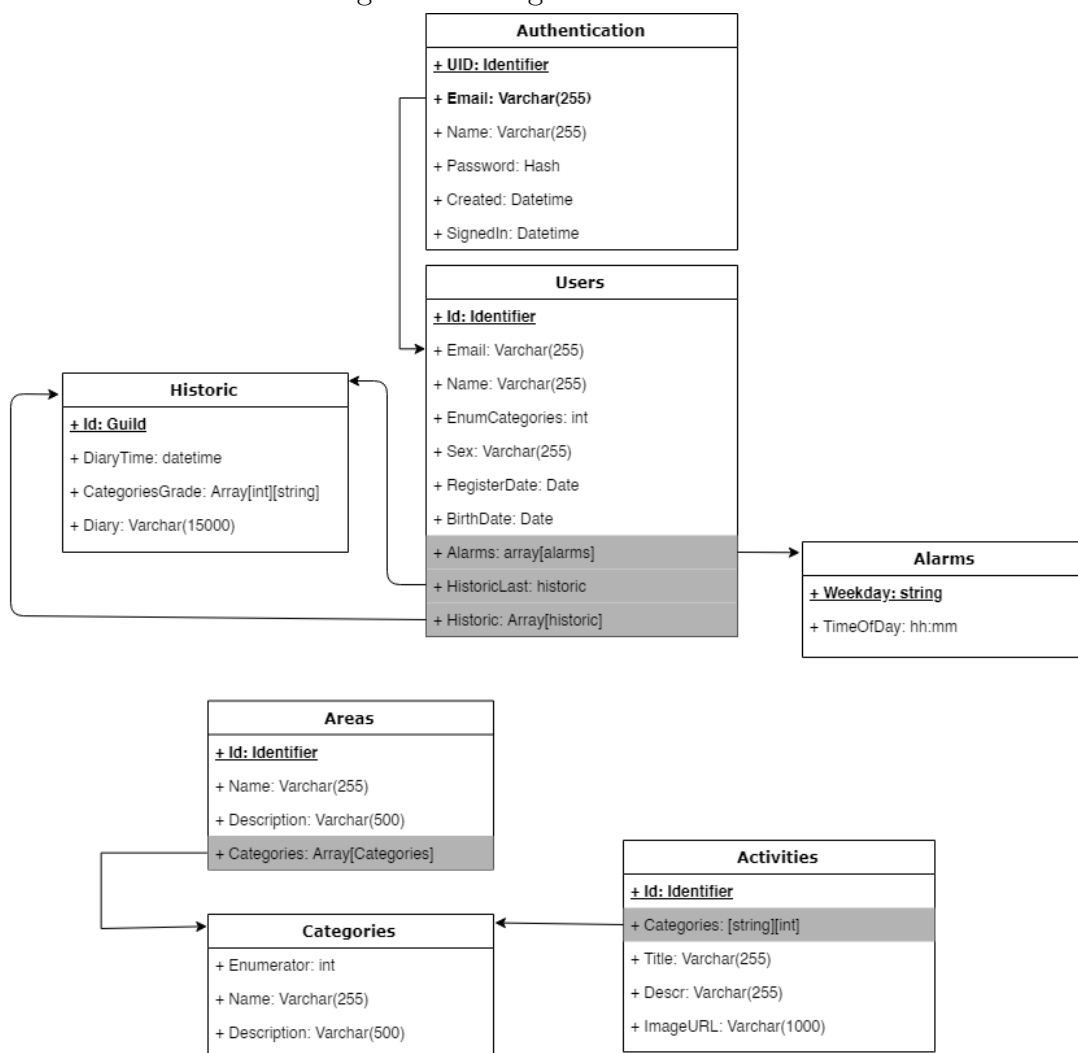 Authentication
+ UID: Identifier
+ Email: Varchar(255)
+ Name: Varchar(255)
+ Password: Hash
+ Created: Datetime
+ SignedIn: Datetime
Users
+ Id: Identifier
+ Email: Varchar(255)
+ Name: Varchar(255)
+ EnumCategories: int
+ Sex: Varchar(255)
+ RegisterDate: Date
+ BirthDate: Date
+ Alarms: array[alarms]
+ HistoricLast: historic
+ Historic: Array[historic]
Historic
+ Id: Guild
+ DiaryTime: datetime
+ CategoriesGrade: Array[int][string]
+ Diary: Varchar(15000)
Alarms
+ Weekday: string
+ TimeOfDay: hh:mm
Areas
+ Id: Identifier
+ Name: Varchar(255)
+ Description: Varchar(500)
+ Categories: Array[Categories]
Categories
+ Enumerator: int
+ Name: Varchar(255)
+ Description: Varchar(500)
Activities
+ Id: Identifier
+ Categories: [string][int]
+ Title: Varchar(255)
+ Descr: Varchar(255)
+ ImageURL: Varchar(1000)